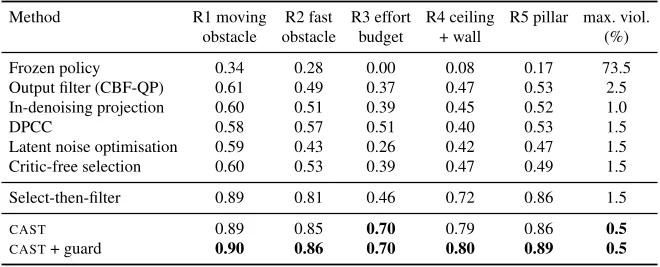 Method R1 moving R2 fast R3 effort R4 ceiling R5 pillar max. viol.
obstacle obstacle budget + wall (%)
Frozen policy 0.34 0.28 0.00 0.08 0.17 73.5
Output filter (CBF-QP) 0.61 0.49 0.37 0.47 0.53 2.5
In-denoising projection 0.60 0.51 0.39 0.45 0.52 1.0
DPCC 0.58 0.57 0.51 0.40 0.53 1.5
Latent noise optimisation 0.59 0.43 0.26 0.42 0.47 1.5
Critic-free selection 0.60 0.53 0.39 0.47 0.49 1.5
Select-then-filter 0.89 0.81 0.46 0.72 0.86 1.5
CAST 0.89 0.85 0.70 0.79 0.86 0.5
CAST + guard 0.90 0.86 0.70 0.80 0.89 0.5